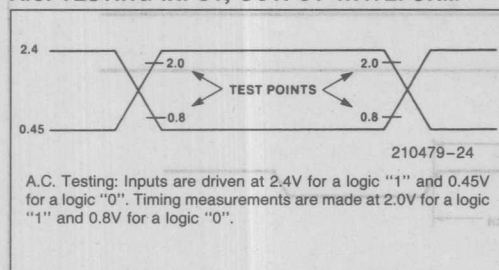 2.4
2.0
2.0
TEST POINTS
0.8
0.8
0.45
210479-24
A.C. Testing: Inputs are driven at 2.4V for a logic "1" and 0.45V
for a logic "0". Timing measurements are made at 2.0V for a logic
"1" and 0.8V for a logic "0".